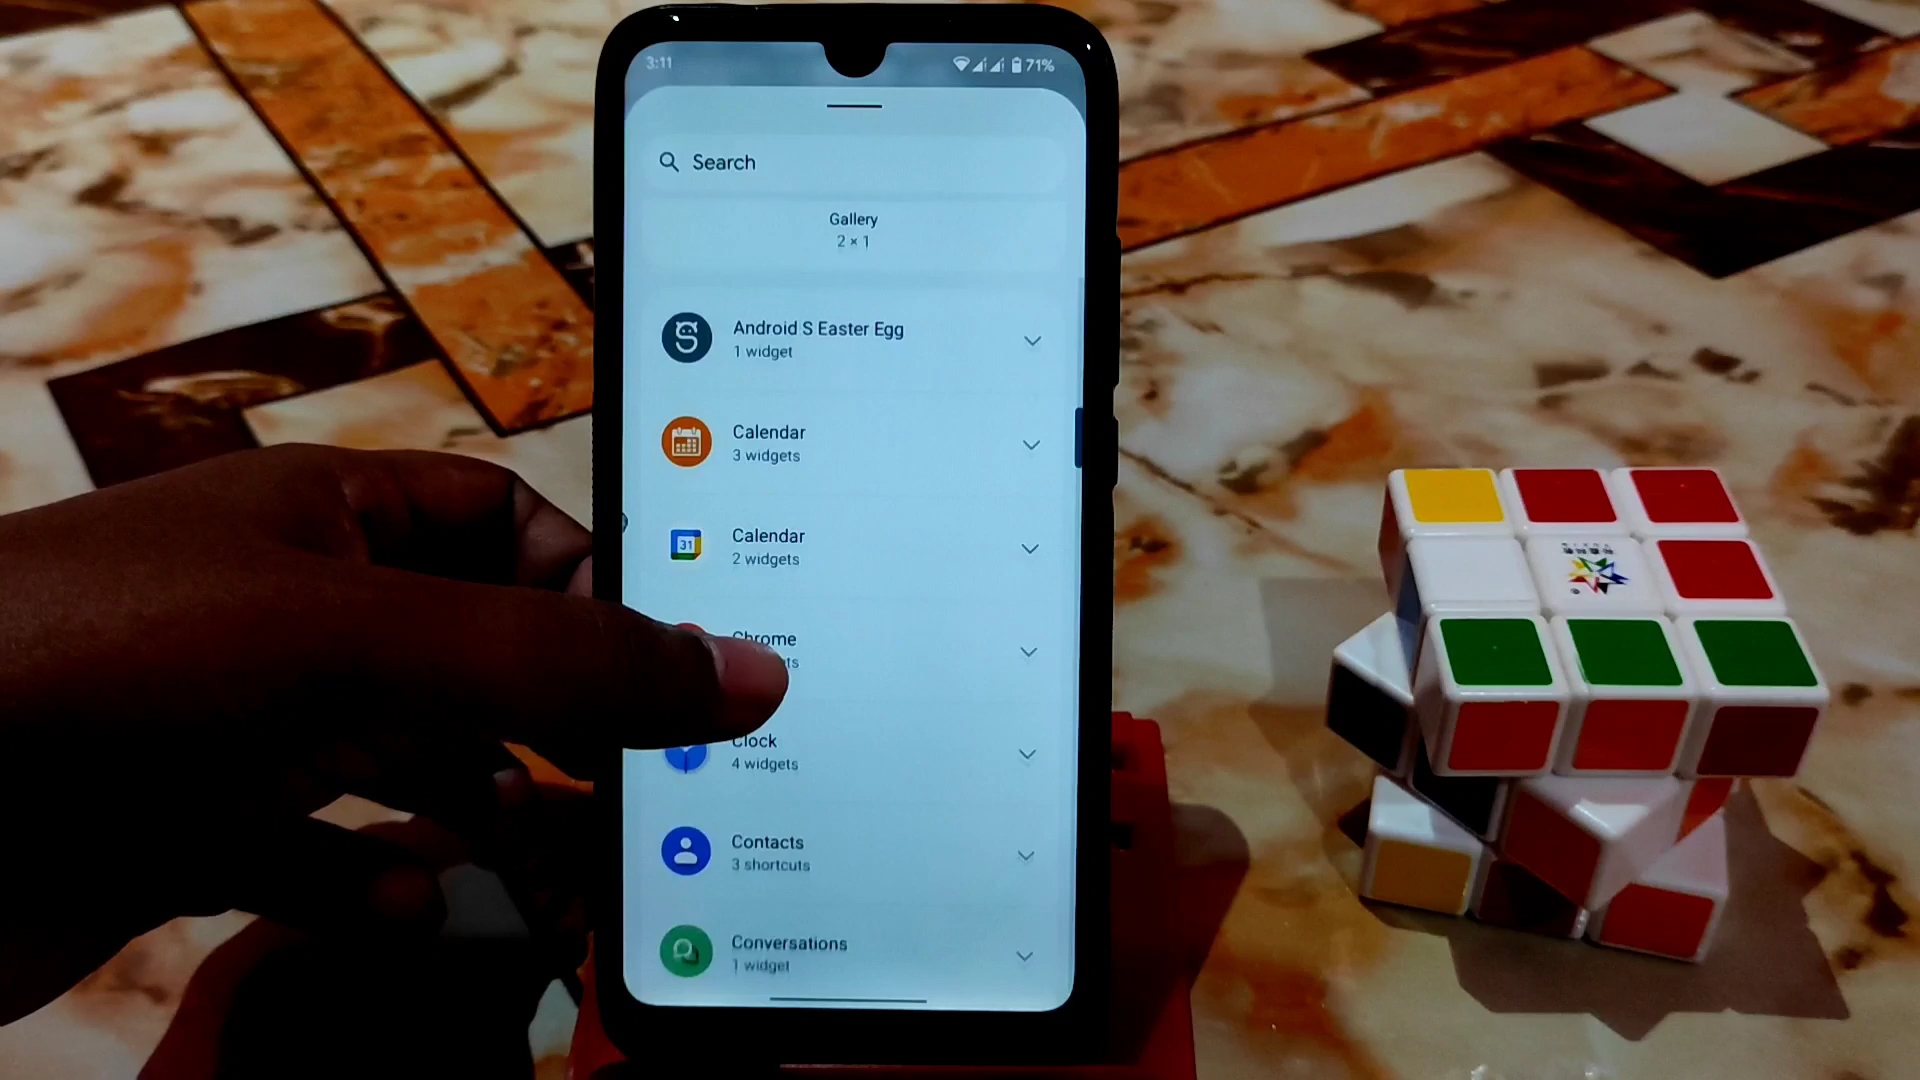 3:11
71%
Search
Gallery
2 × 1
Android S Easter Egg
1 widget
Calendar
3 widgets
31
Calendar
2 widgets
Chrome
Clock
4 widgets
Contacts
3 shortcuts
Conversations
1 widget